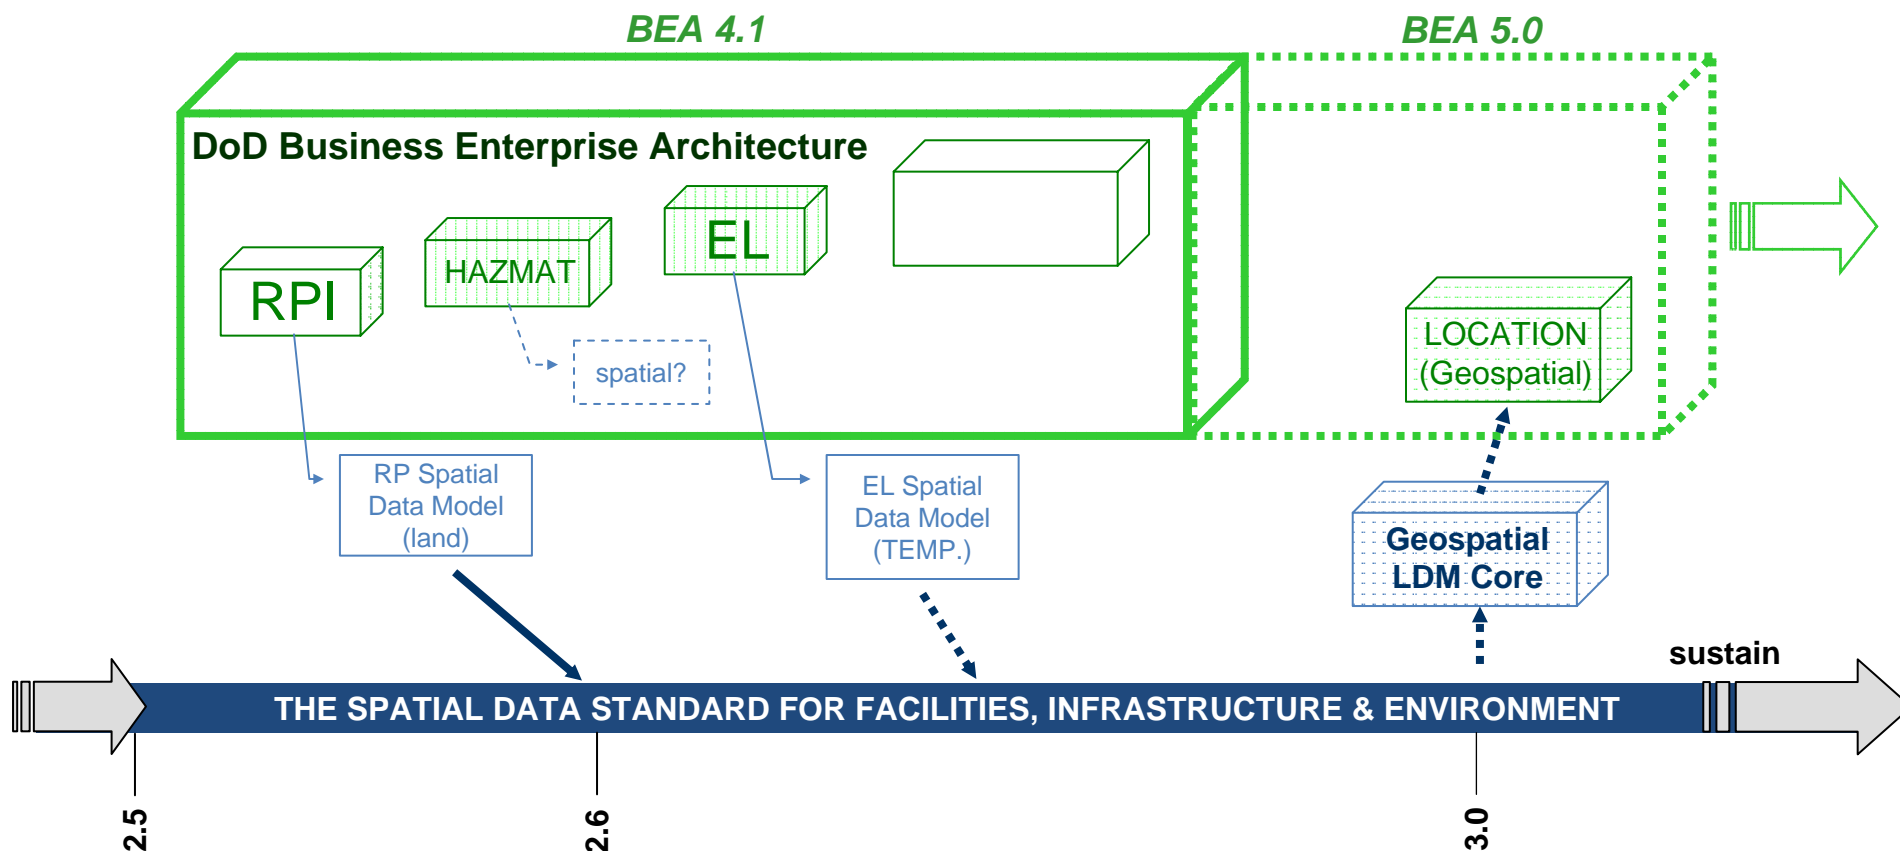 BEA 4.1
BEA 5.0
DoD Business Enterprise Architecture
RPI
HAZMAT
EL
spatial?
LOCATION
(Geospatial)
RP Spatial
Data Model
(land)
EL Spatial
Data Model
(TEMP.)
Geospatial
LDM Core
sustain
THE SPATIAL DATA STANDARD FOR FACILITIES, INFRASTRUCTURE & ENVIRONMENT
2.5
2.6
3.0